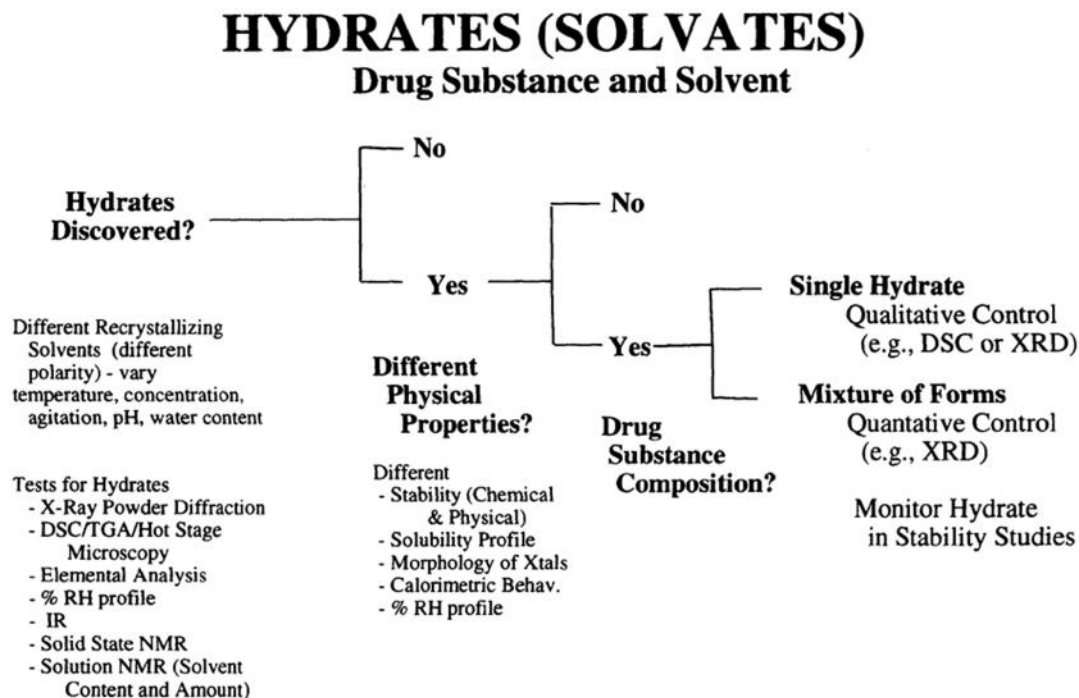 HYDRATES (SOLVATES)
Drug Substance and Solvent
No
Hydrates
Discovered?
No
Yes
Different Recrystallizing
Solvents (different
polarity) - vary
temperature, concentration,
agitation, pH, water content
Tests for Hydrates
- X-Ray Powder Diffraction
- DSC/TGA/Hot Stage
Microscopy
- Elemental Analysis
- % RH profile
- IR
- Solid State NMR
- Solution NMR (Solvent
Content and Amount)
Different
Physical
Properties?
Different
- Stability (Chemical
& Physical)
- Solubility Profile
- Morphology of Xtals
- Calorimetric Behav.
- % RH profile
Yes
Drug
Substance
Composition?
Single Hydrate
Qualitative Control
(e.g., DSC or XRD)
Mixture of Forms
Quantative Control
(e.g., XRD)
Monitor Hydrate
in Stability Studies